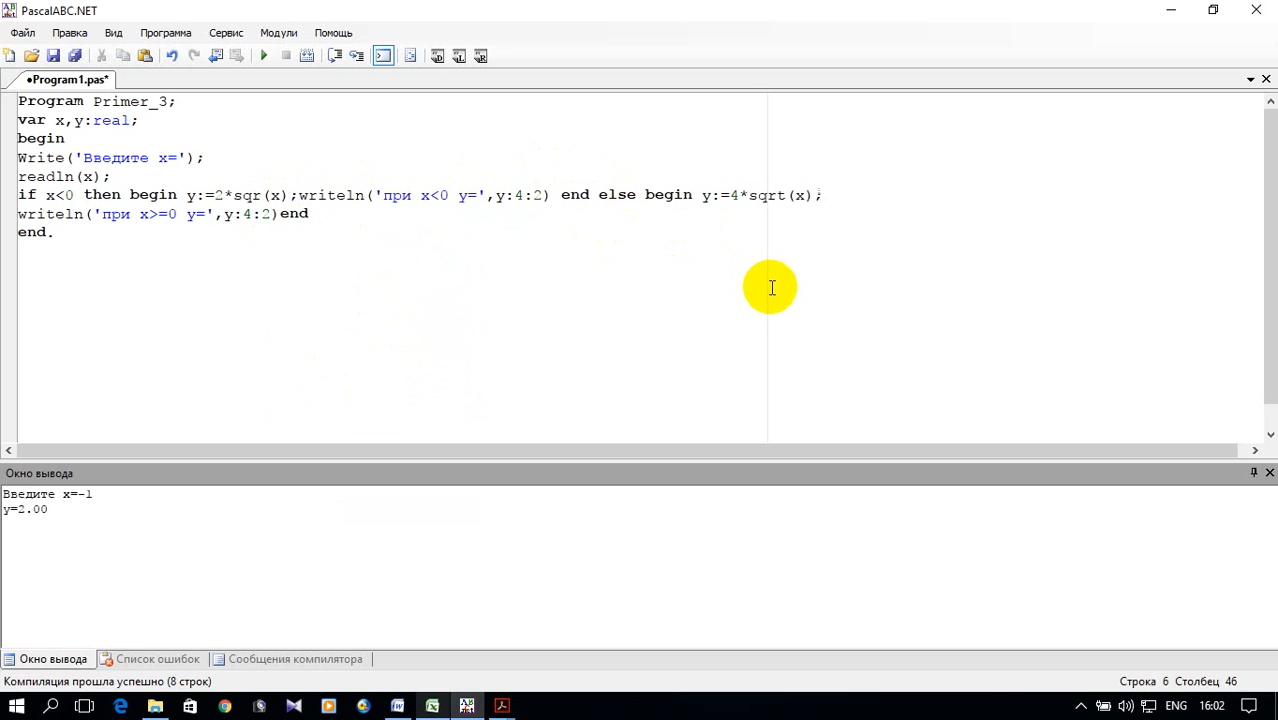 PascalABC.NET
Файл Правка Вид Программа Сервис Модули Помощь
•Program1.pas*
Program Primer_3;
var x,y:real;
begin
Write('Введите x=');
readln(x);
if x<0 then begin y:=2*sqr(x);writeln('при x<0 y=',y:4:2) end else begin y:=4*sqrt(x);
writeln('при x>=0 y=',y:4:2)end
end.
Окно вывода
Введите x=-1
y=2.00
Окно вывода Список ошибок Сообщения компилятора
Компиляция прошла успешно (8 строк) Строка 6 Столбец 46
ENG 16:02